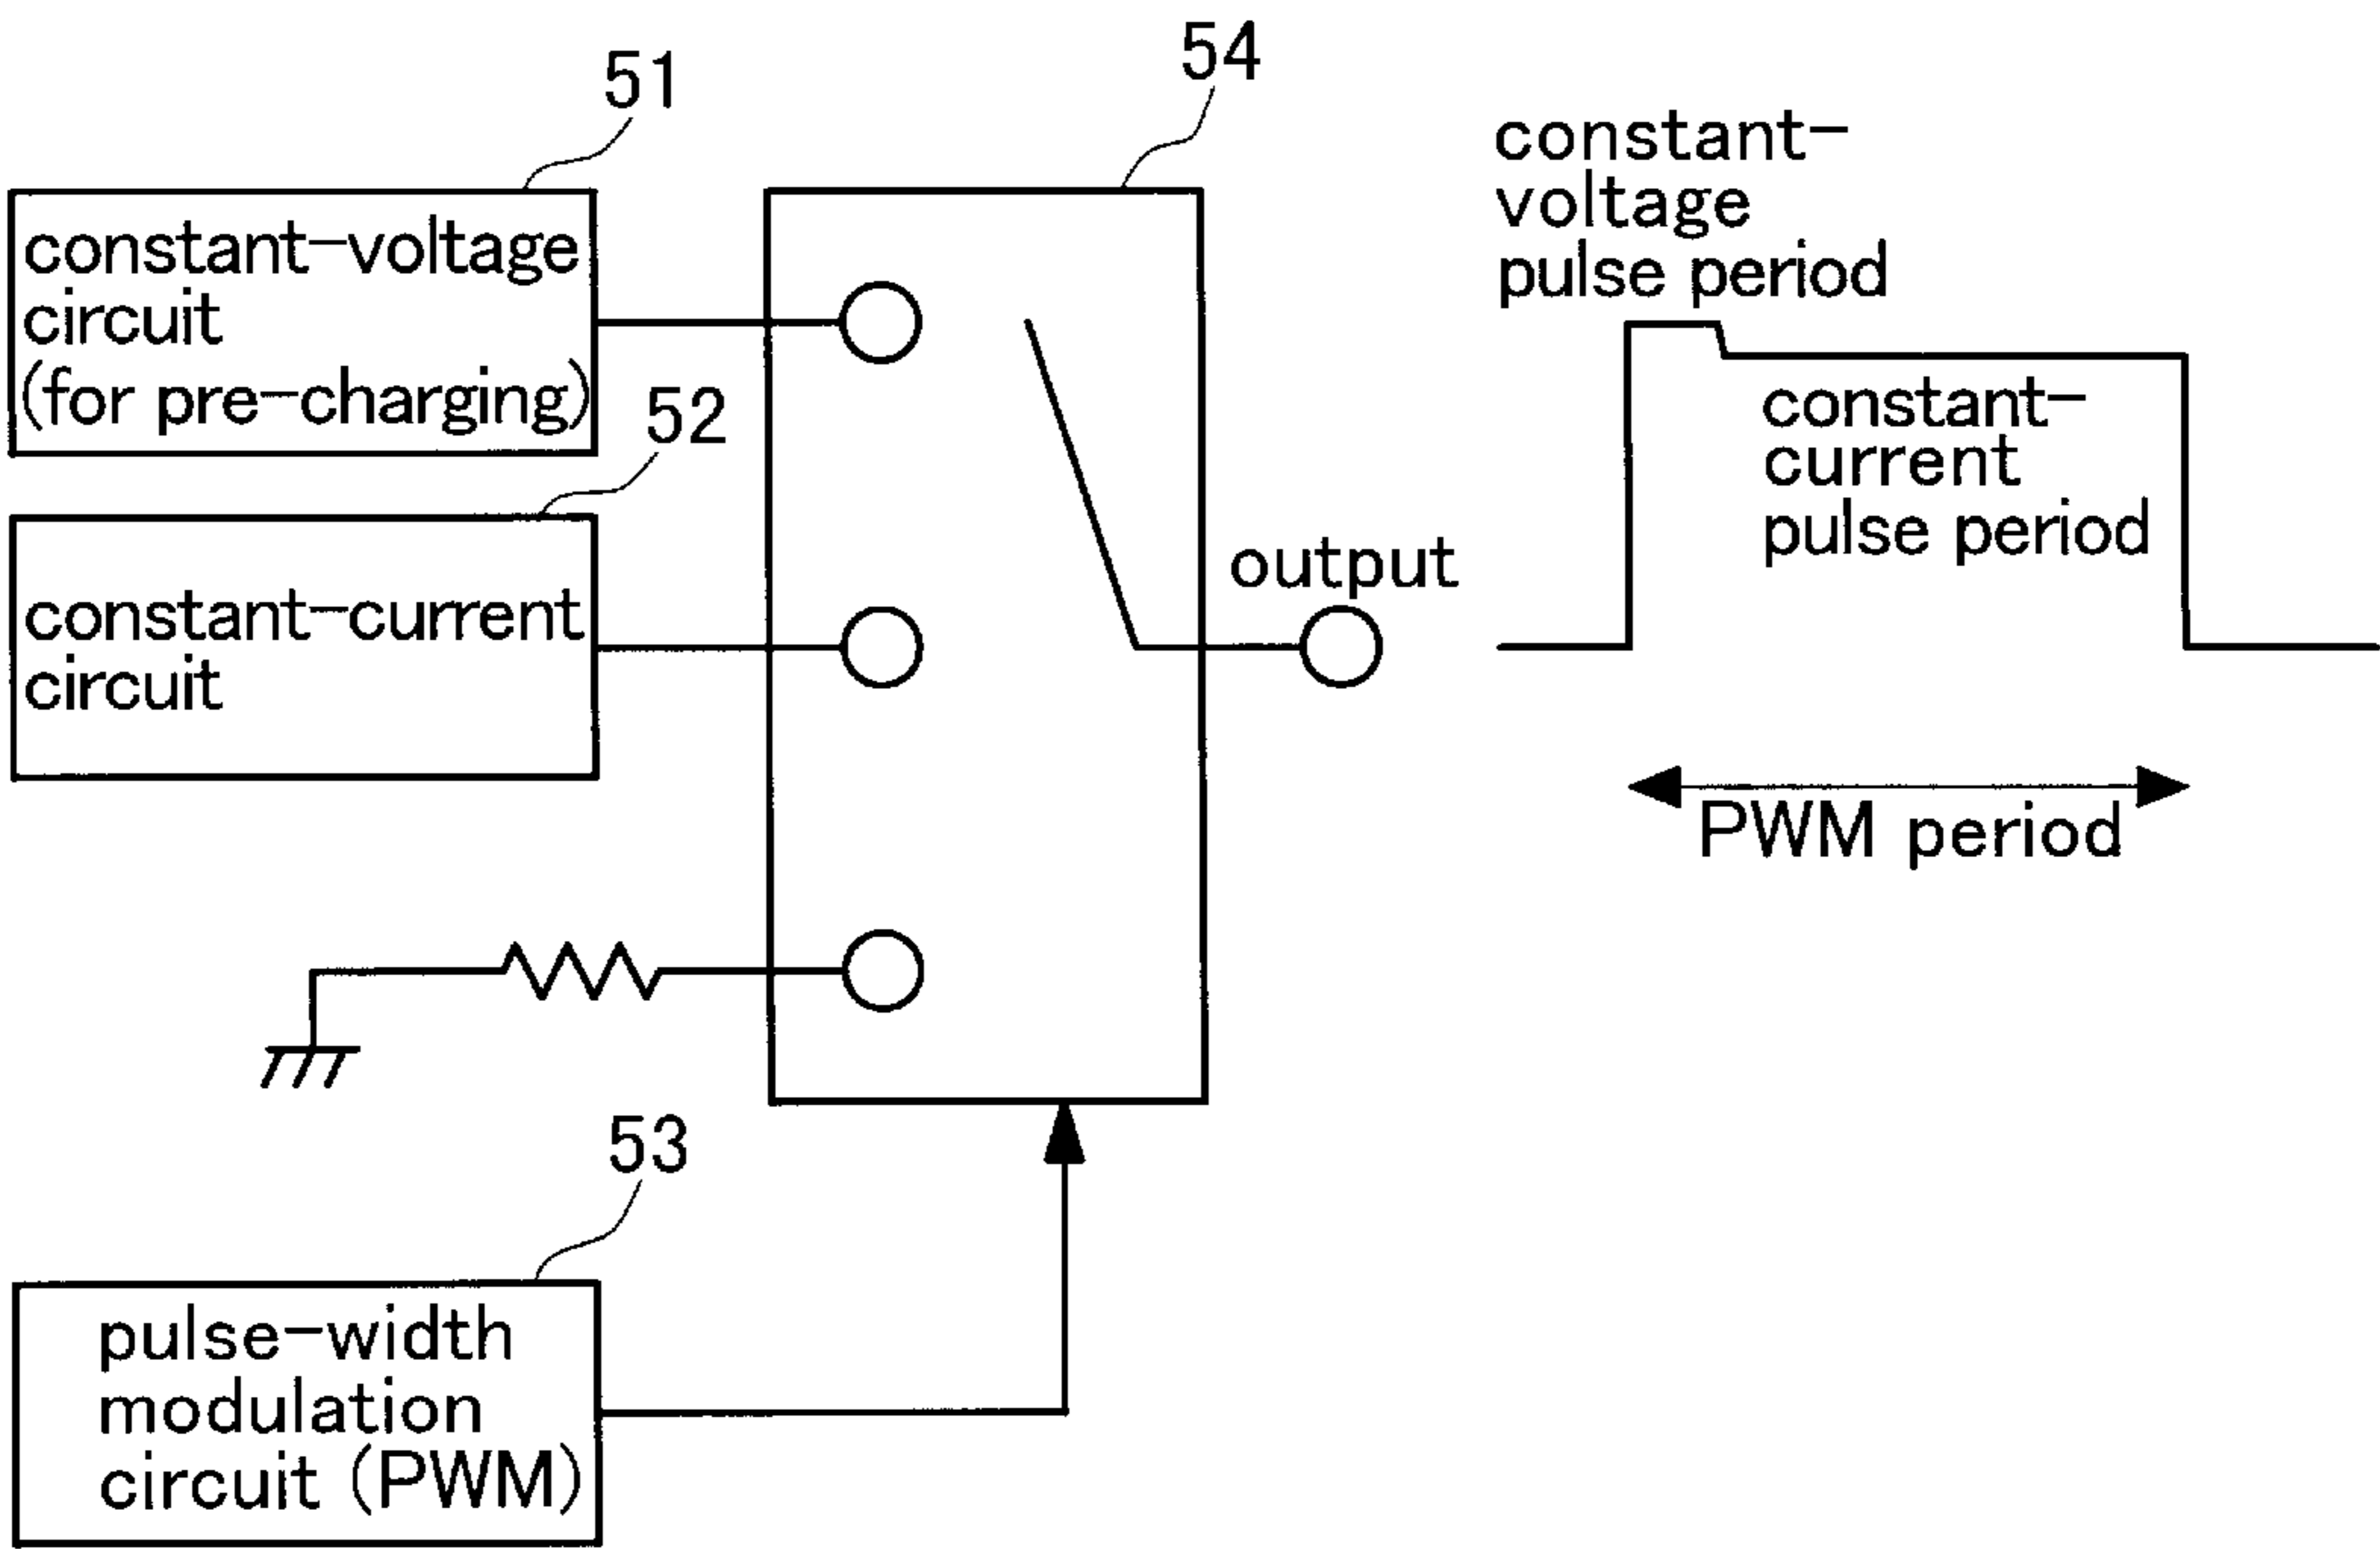 51
54
constant-
voltage
pulse period
constant-voltage
circuit
(for pre-charging)
52
constant-
current
pulse period
output
constant-current
circuit
PWM period
53
pulse-width
modulation
circuit (PWM)